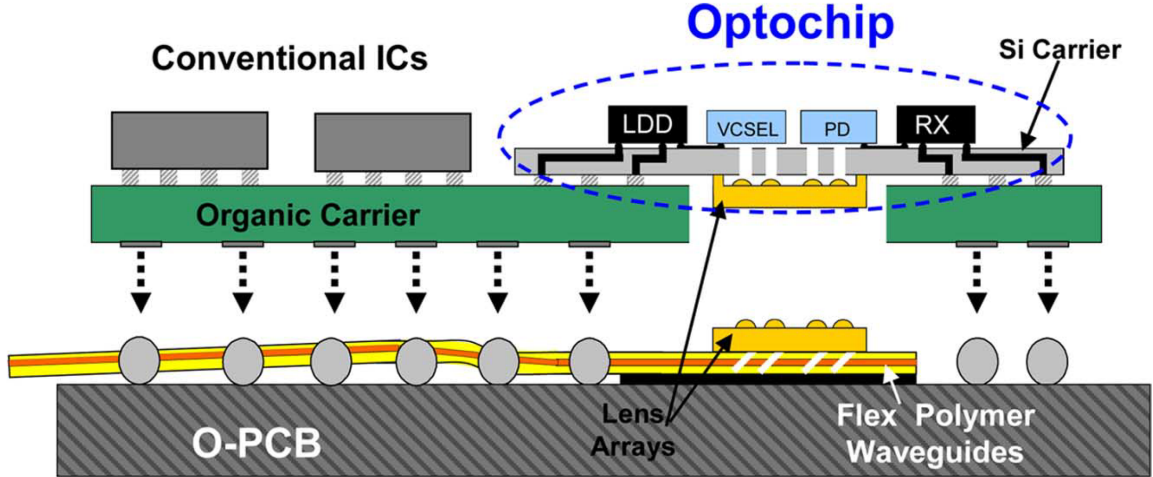 Optochip
Conventional ICs
Si Carrier
LDD
VCSEL
PD
RX
Organic Carrier
O-PCB
Lens
Arrays
Flex Polymer
Waveguides